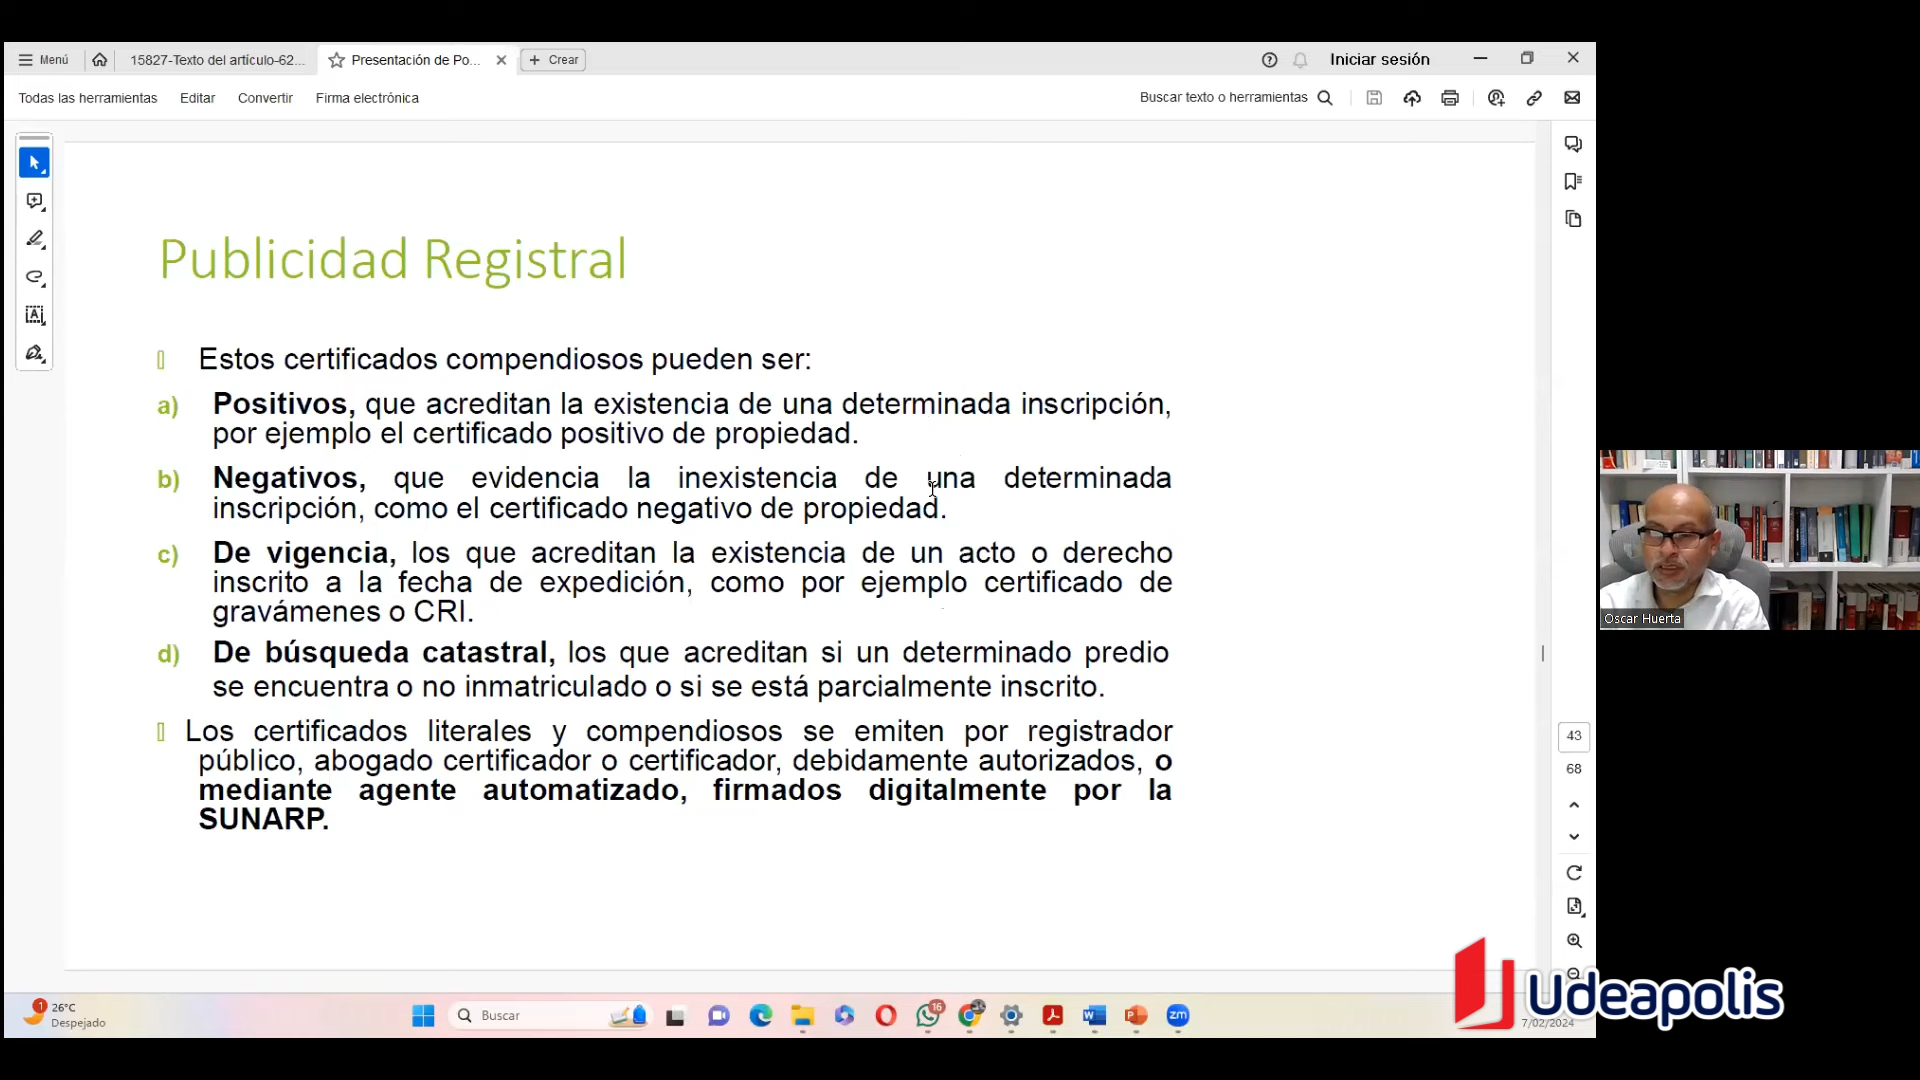 Menú
15827-Texto del artículo-62...
Presentación de Po...
Crear
Iniciar sesión
Todas las herramientas
Editar
Convertir
Firma electrónica
Buscar texto o herramientas
Publicidad Registral
Estos certificados compendiosos pueden ser:
a) Positivos, que acreditan la existencia de una determinada inscripción,
por ejemplo el certificado positivo de propiedad.
b) Negativos, que evidencia la inexistencia de una determinada
inscripción, como el certificado negativo de propiedad.
c) De vigencia, los que acreditan la existencia de un acto o derecho
inscrito a la fecha de expedición, como por ejemplo certificado de
gravámenes o CRI.
d) De búsqueda catastral, los que acreditan si un determinado predio
se encuentra o no inmatriculado o si se está parcialmente inscrito.
Los certificados literales y compendiosos se emiten por registrador
público, abogado certificador o certificador, debidamente autorizados, o
mediante agente automatizado, firmados digitalmente por la
SUNARP.
Oscar Huerta
43
68
1
26°C
Despejado
Buscar
16
zm
7/02/2024
Udeapolis